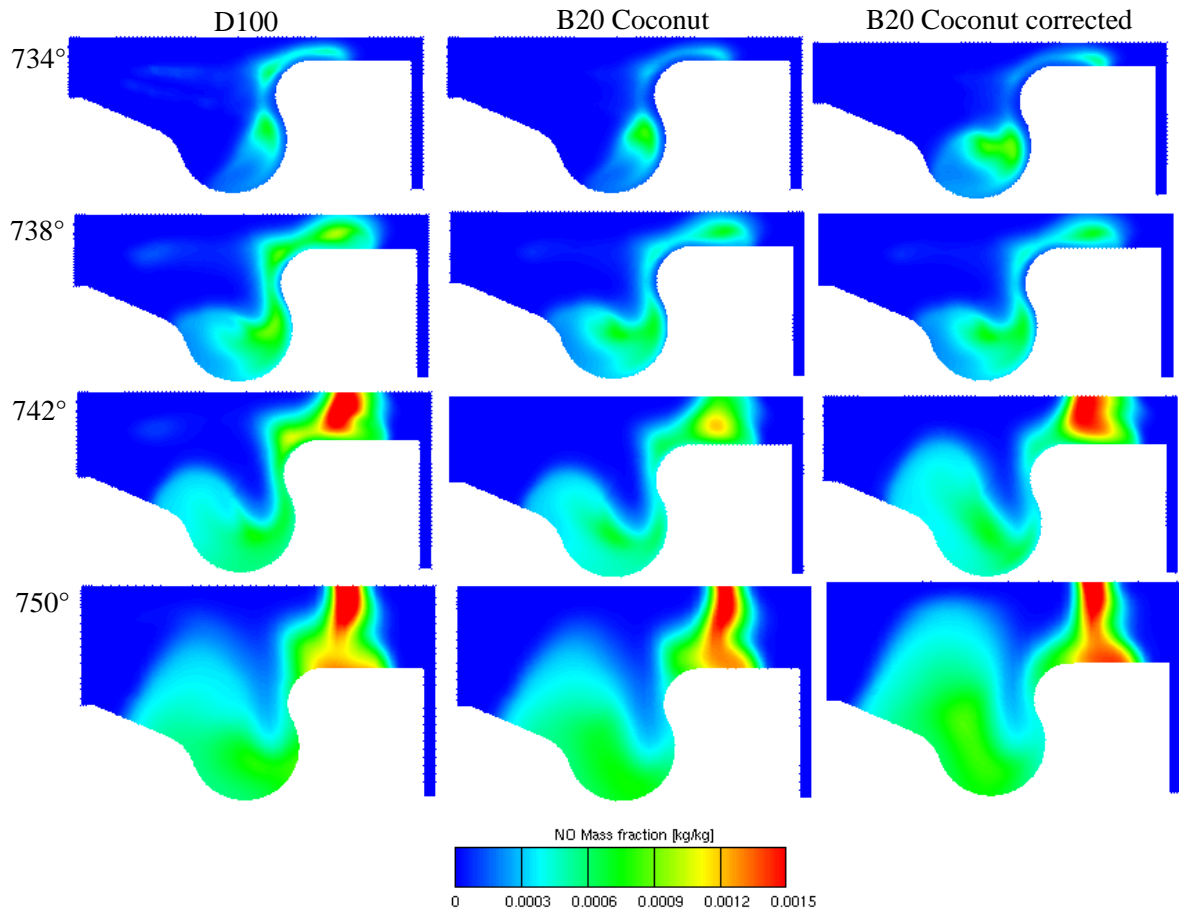 D100 B20 Coconut B20 Coconut corrected
734°
738°
742°
750°
NO Mass fraction [kg/kg]
0 0.0003 0.0006 0.0009 0.0012 0.0015